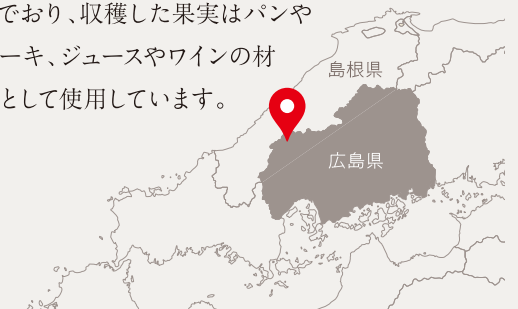 でおり、収穫した果実はパンや
ーキ、ジュースやワインの材
として使用しています。
島根県
広島県